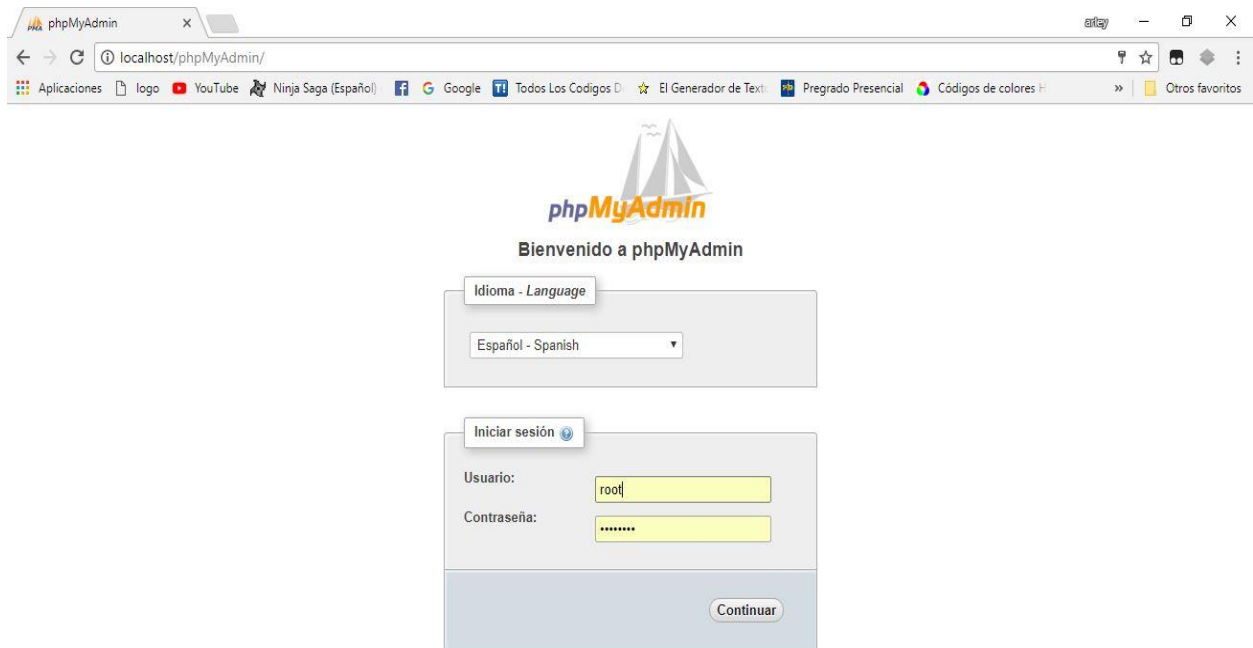 phpMyAdmin
arley
localhost/phpMyAdmin/
Aplicaciones logo YouTube Ninja Saga (Español) Google Todos Los Codigos D El Generador de Text Pregrado Presencial Códigos de colores H » Otros favoritos
phpMyAdmin
Bienvenido a phpMyAdmin
Idioma - Language
Español - Spanish
Iniciar sesión
Usuario:
root
Contraseña:
••••••••
Continuar